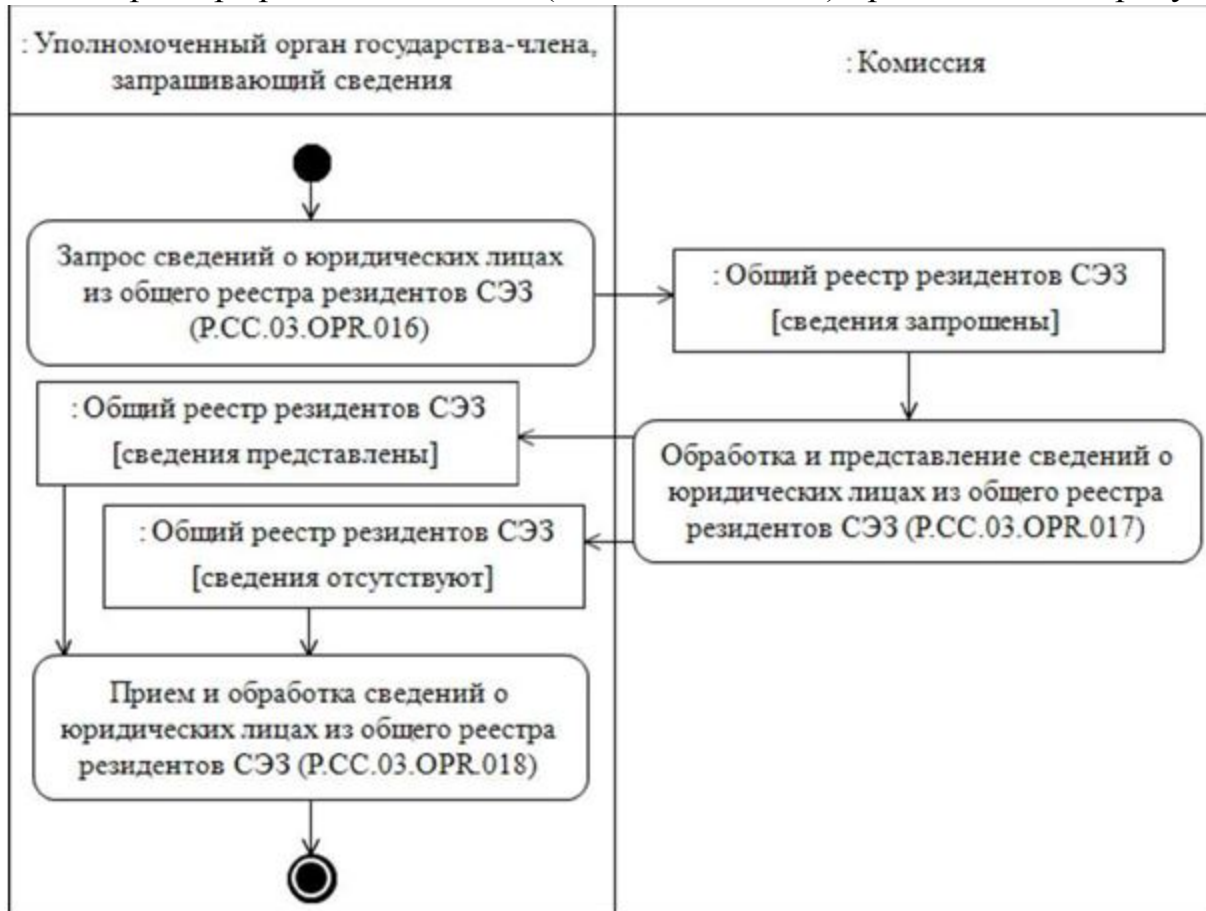 : Уполномоченный орган государства-члена,
запрашивающий сведения
: Комиссия
Запрос сведений о юридических лицах
из общего реестра резидентов СЭЗ
(P.CC.03.OPR.016)
: Общий реестр резидентов СЭЗ
[сведения запрошены]
: Общий реестр резидентов СЭЗ
[сведения представлены]
Обработка и представление сведений о
юридических лицах из общего реестра
резидентов СЭЗ (P.CC.03.OPR.017)
: Общий реестр резидентов СЭЗ
[сведения отсутствуют]
Прием и обработка сведений о
юридических лицах из общего реестра
резидентов СЭЗ (P.CC.03.OPR.018)